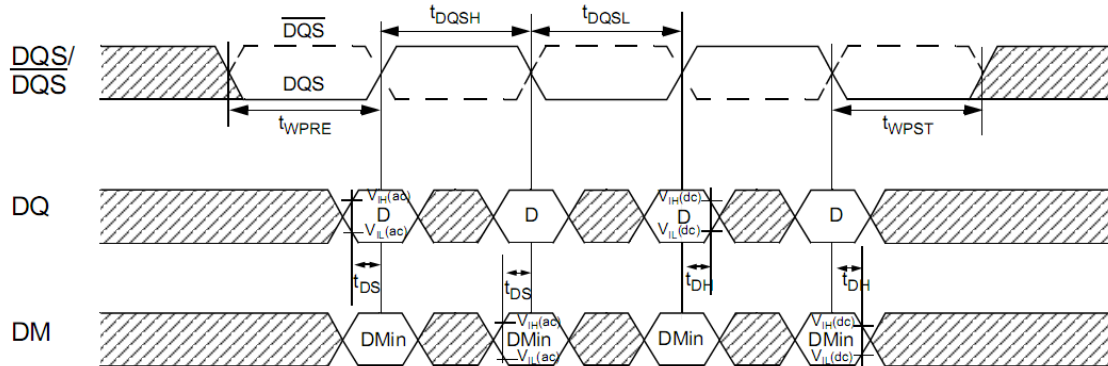 tDQSH tDQSL
DQS
DQS/
DQS
DQS
tWPRE tWPST
VIH(ac) VIH(dc)
DQ D D D D
VIL(ac) VIL(dc)
tDS tDS tDH tDH
VIH(ac) VIH(dc)
DM DMin DMin DMin DMin
VIL(ac) VIL(dc)